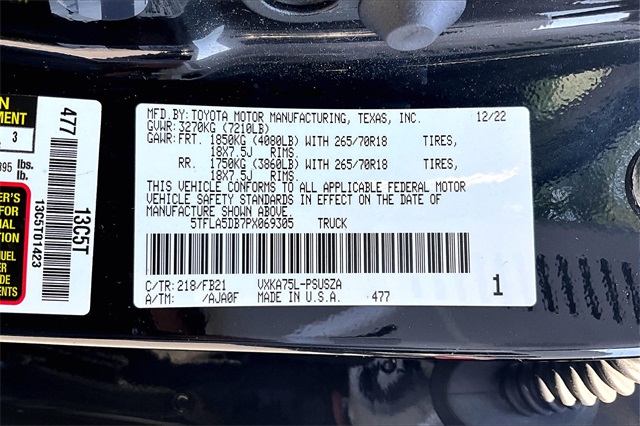 MFD.BY: TOYOTA MOTOR MANUFACTURING, TEXAS, INC. 12/22
GVWR: 3270KG (7210LB)
GAWR: FRT. 1850KG (4080LB) WITH 265/70R18 TIRES,
18X7.5J RIMS.
RR. 1750KG (3860LB) WITH 265/70R18 TIRES,
18X7.5J RIMS.
THIS VEHICLE CONFORMS TO ALL APPLICABLE FEDERAL MOTOR
VEHICLE SAFETY STANDARDS IN EFFECT ON THE DATE OF
MANUFACTURE SHOWN ABOVE.
5TFLA5DB7PX069305 TRUCK
C/TR: 218/FB21 VXKA75L-PSUSZA
A/TM: /AJA0F MADE IN U.S.A. 477 1
477
13C5T
13C5T01423
3
lbs.
lbs.